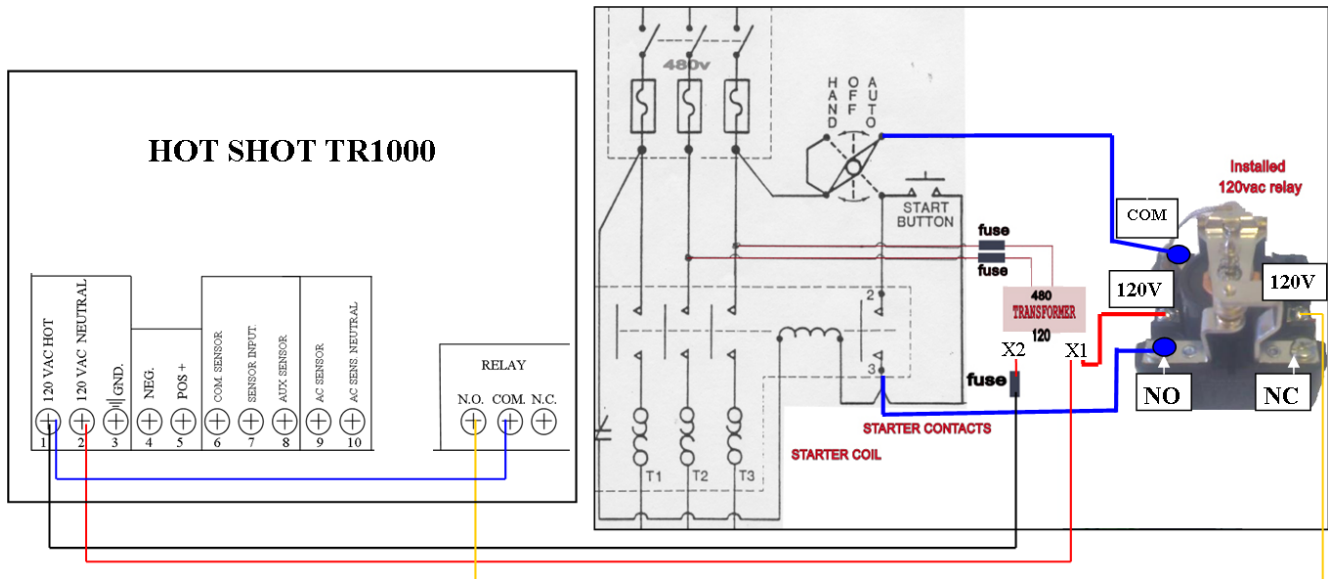 HOT SHOT TR1000
120 VAC HOT
120 VAC NEUTRAL
GND.
NEG.
POS +
COM. SENSOR
SENSOR INPUT.
AUX SENSOR
AC SENSOR
AC SENS. NEUTRAL
1 2 3 4 5 6 7 8 9 10
RELAY
N.O. COM. N.C.
480v
HAND
OFF
AUTO
START
BUTTON
fuse
fuse
480
TRANSFORMER
120
X2 X1
fuse
2
3
STARTER CONTACTS
STARTER COIL
T1 T2 T3
Installed
120vac relay
COM
120V
120V
NO
NC